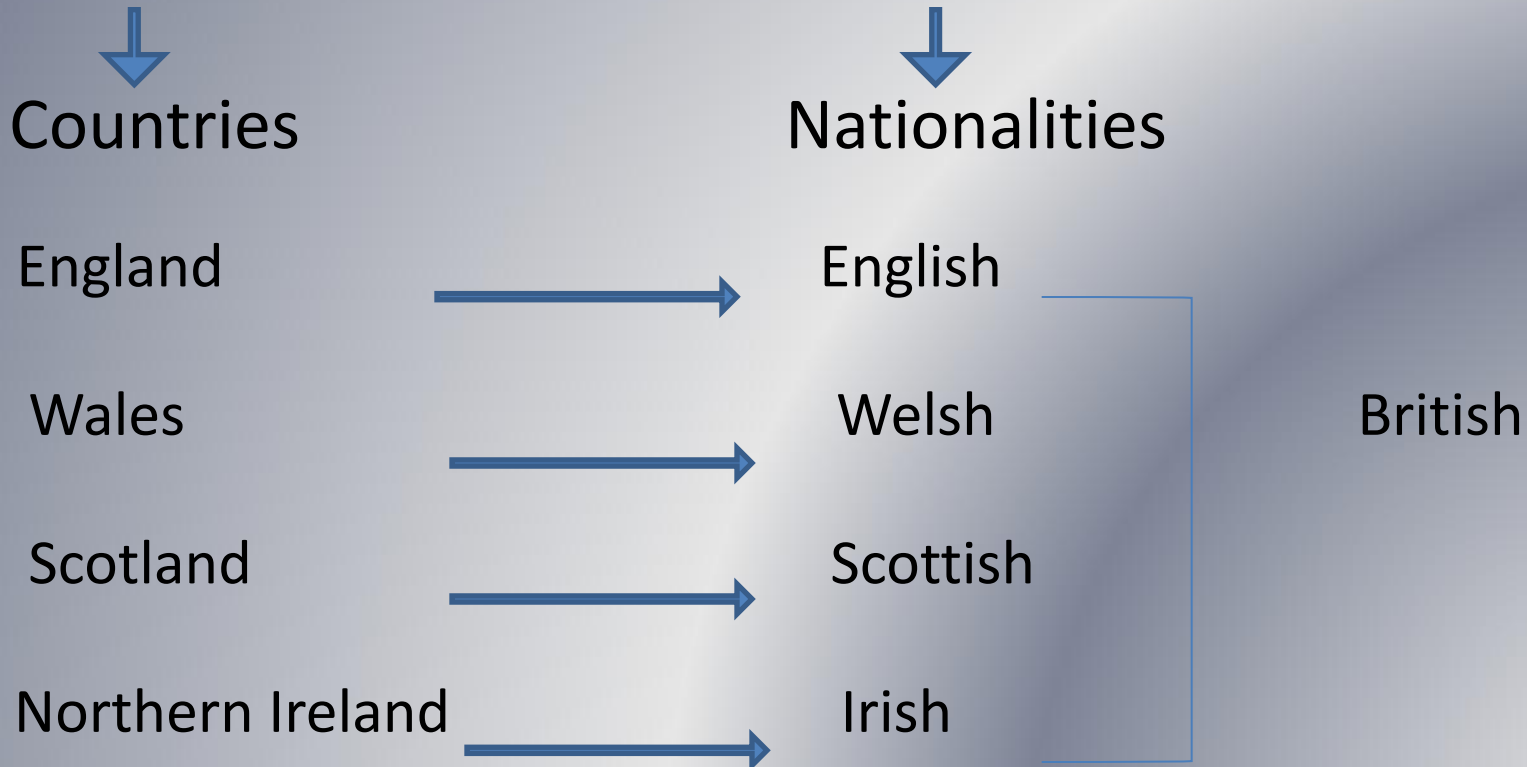 Countries Nationalities
England English
Wales Welsh British
Scotland Scottish
Northern Ireland Irish